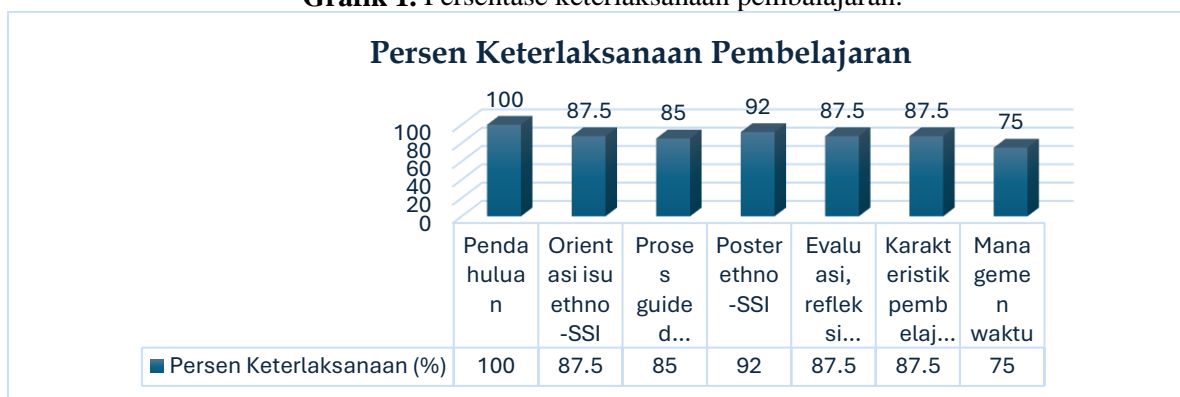 Grafik 1. Persentase keterlaksanaan pembalajaran.
Persen Keterlaksanaan Pembelajaran
100
87.5
85
92
87.5
87.5
75
100
80
60
40
20
0
Penda
hulua
n
Orient
asi isu
ethno
-SSI
Prose
s
guide
d...
Poster
ethno
-SSI
Evalu
asi,
reflek
si...
Karakt
eristik
pemb
elaj...
Mana
geme
n
waktu
Persen Keterlaksanaan (%)
100
87.5
85
92
87.5
87.5
75